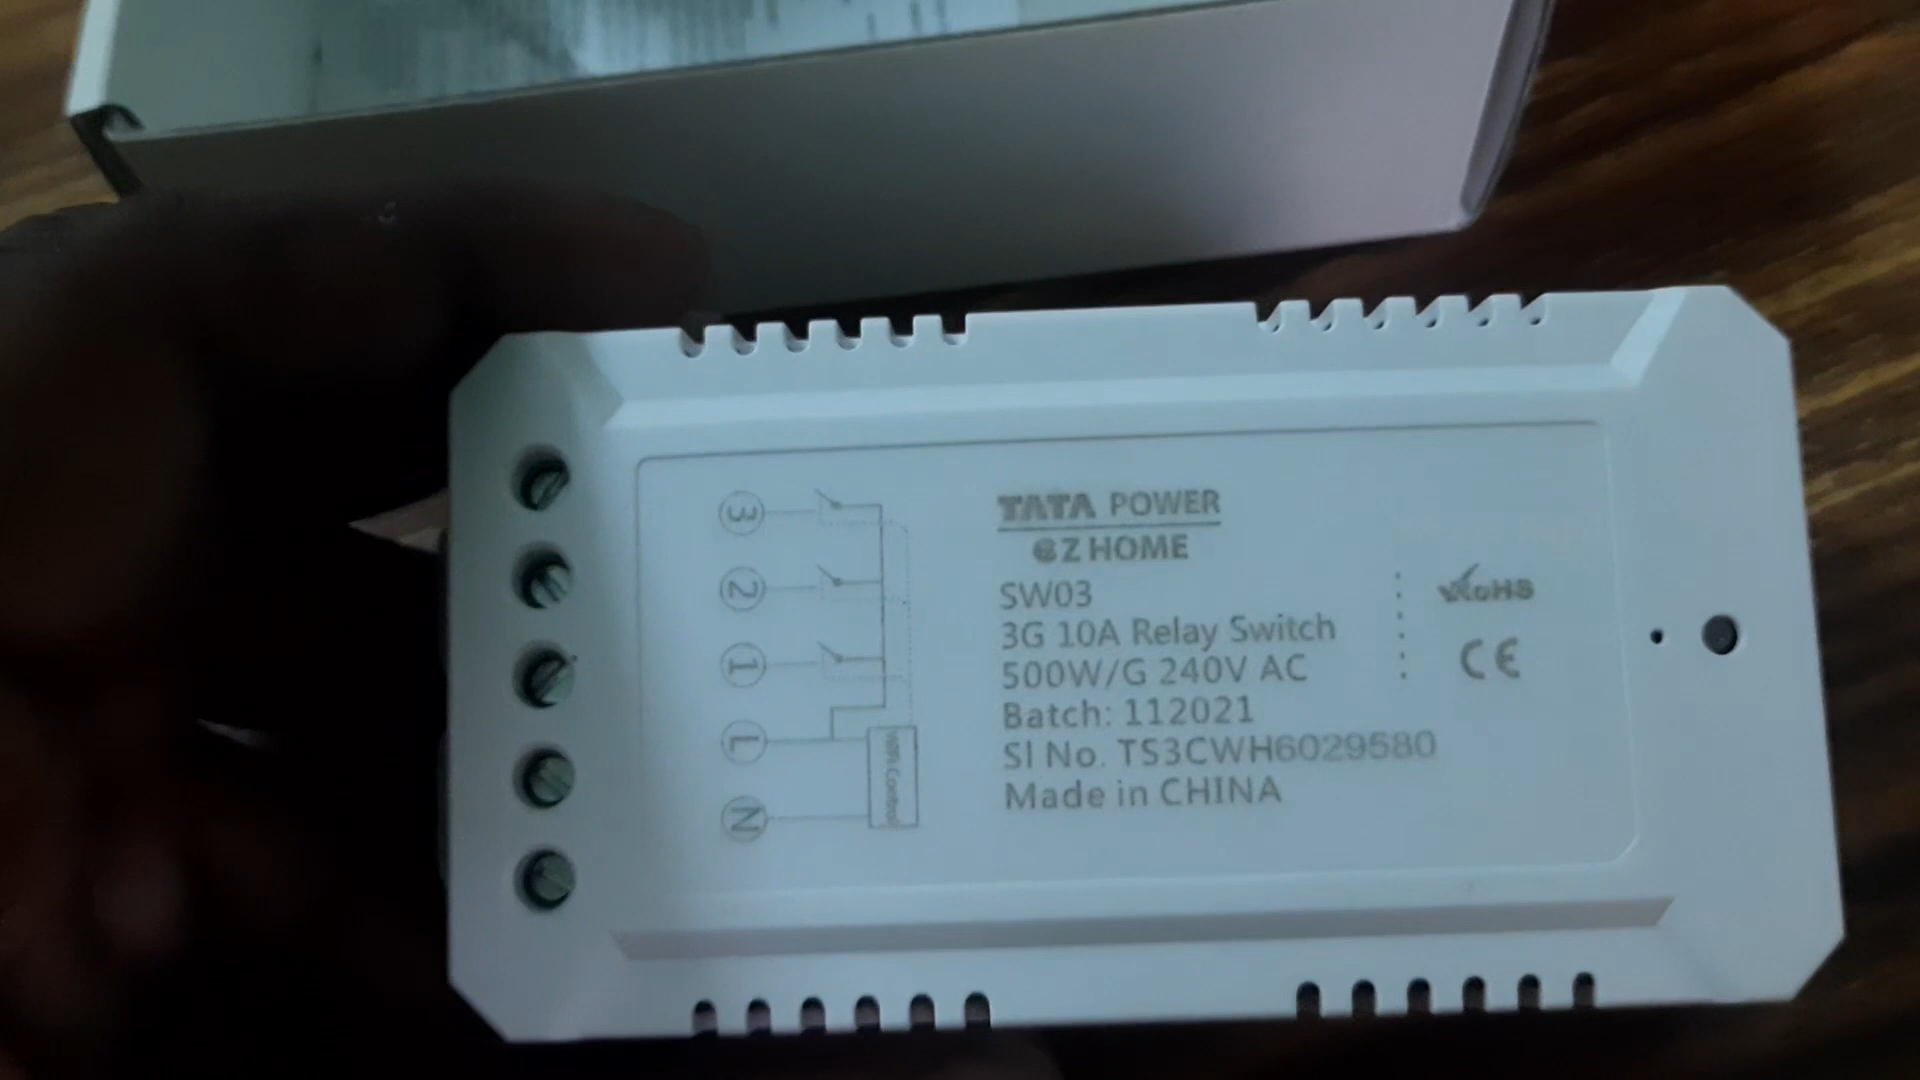 3
2
1
L
N
WiFi Control
TATA POWER
eZ HOME
SW03
3G 10A Relay Switch
500W/G 240V AC
Batch: 112021
Sl No. TS3CWH6029580
Made in CHINA
RoHS
CE